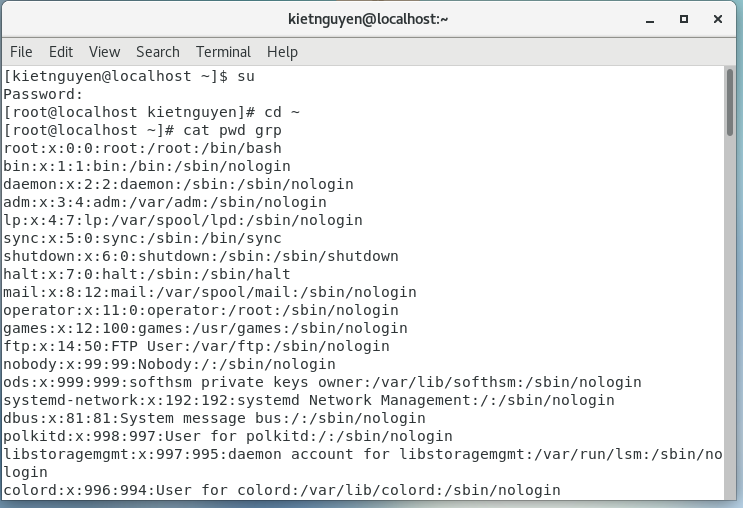 kietnguyen@localhost:~
File Edit View Search Terminal Help
[kietnguyen@localhost ~]$ su
Password:
[root@localhost kietnguyen]# cd ~
[root@localhost ~]# cat pwd grp
root:x:0:0:root:/root:/bin/bash
bin:x:1:1:bin:/bin:/sbin/nologin
daemon:x:2:2:daemon:/sbin:/sbin/nologin
adm:x:3:4:adm:/var/adm:/sbin/nologin
lp:x:4:7:lp:/var/spool/lpd:/sbin/nologin
sync:x:5:0:sync:/sbin:/bin/sync
shutdown:x:6:0:shutdown:/sbin:/sbin/shutdown
halt:x:7:0:halt:/sbin:/sbin/halt
mail:x:8:12:mail:/var/spool/mail:/sbin/nologin
operator:x:11:0:operator:/root:/sbin/nologin
games:x:12:100:games:/usr/games:/sbin/nologin
ftp:x:14:50:FTP User:/var/ftp:/sbin/nologin
nobody:x:99:99:Nobody:/:/sbin/nologin
ods:x:999:999:softhsm private keys owner:/var/lib/softhsm:/sbin/nologin
systemd-network:x:192:192:systemd Network Management:/:/sbin/nologin
dbus:x:81:81:System message bus:/:/sbin/nologin
polkitd:x:998:997:User for polkitd:/:/sbin/nologin
libstoragemgmt:x:997:995:daemon account for libstoragemgmt:/var/run/lsm:/sbin/no
login
colord:x:996:994:User for colord:/var/lib/colord:/sbin/nologin